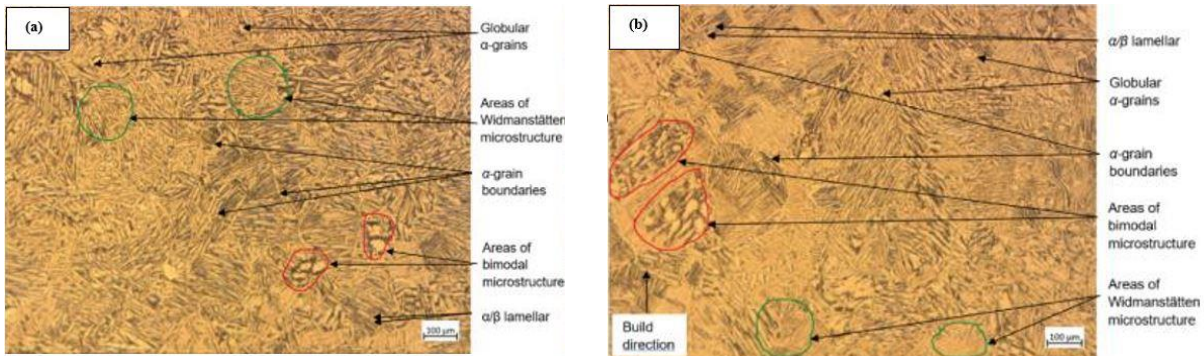 (a)
Globular
α-grains
Areas of
Widmanstätten
microstructure
α-grain
boundaries
Areas of
bimodal
microstructure
α/β lamellar
100 µm
(b)
α/β lamellar
Globular
α-grains
α-grain
boundaries
Areas of
bimodal
microstructure
Areas of
Widmanstätten
microstructure
Build
direction
100 µm